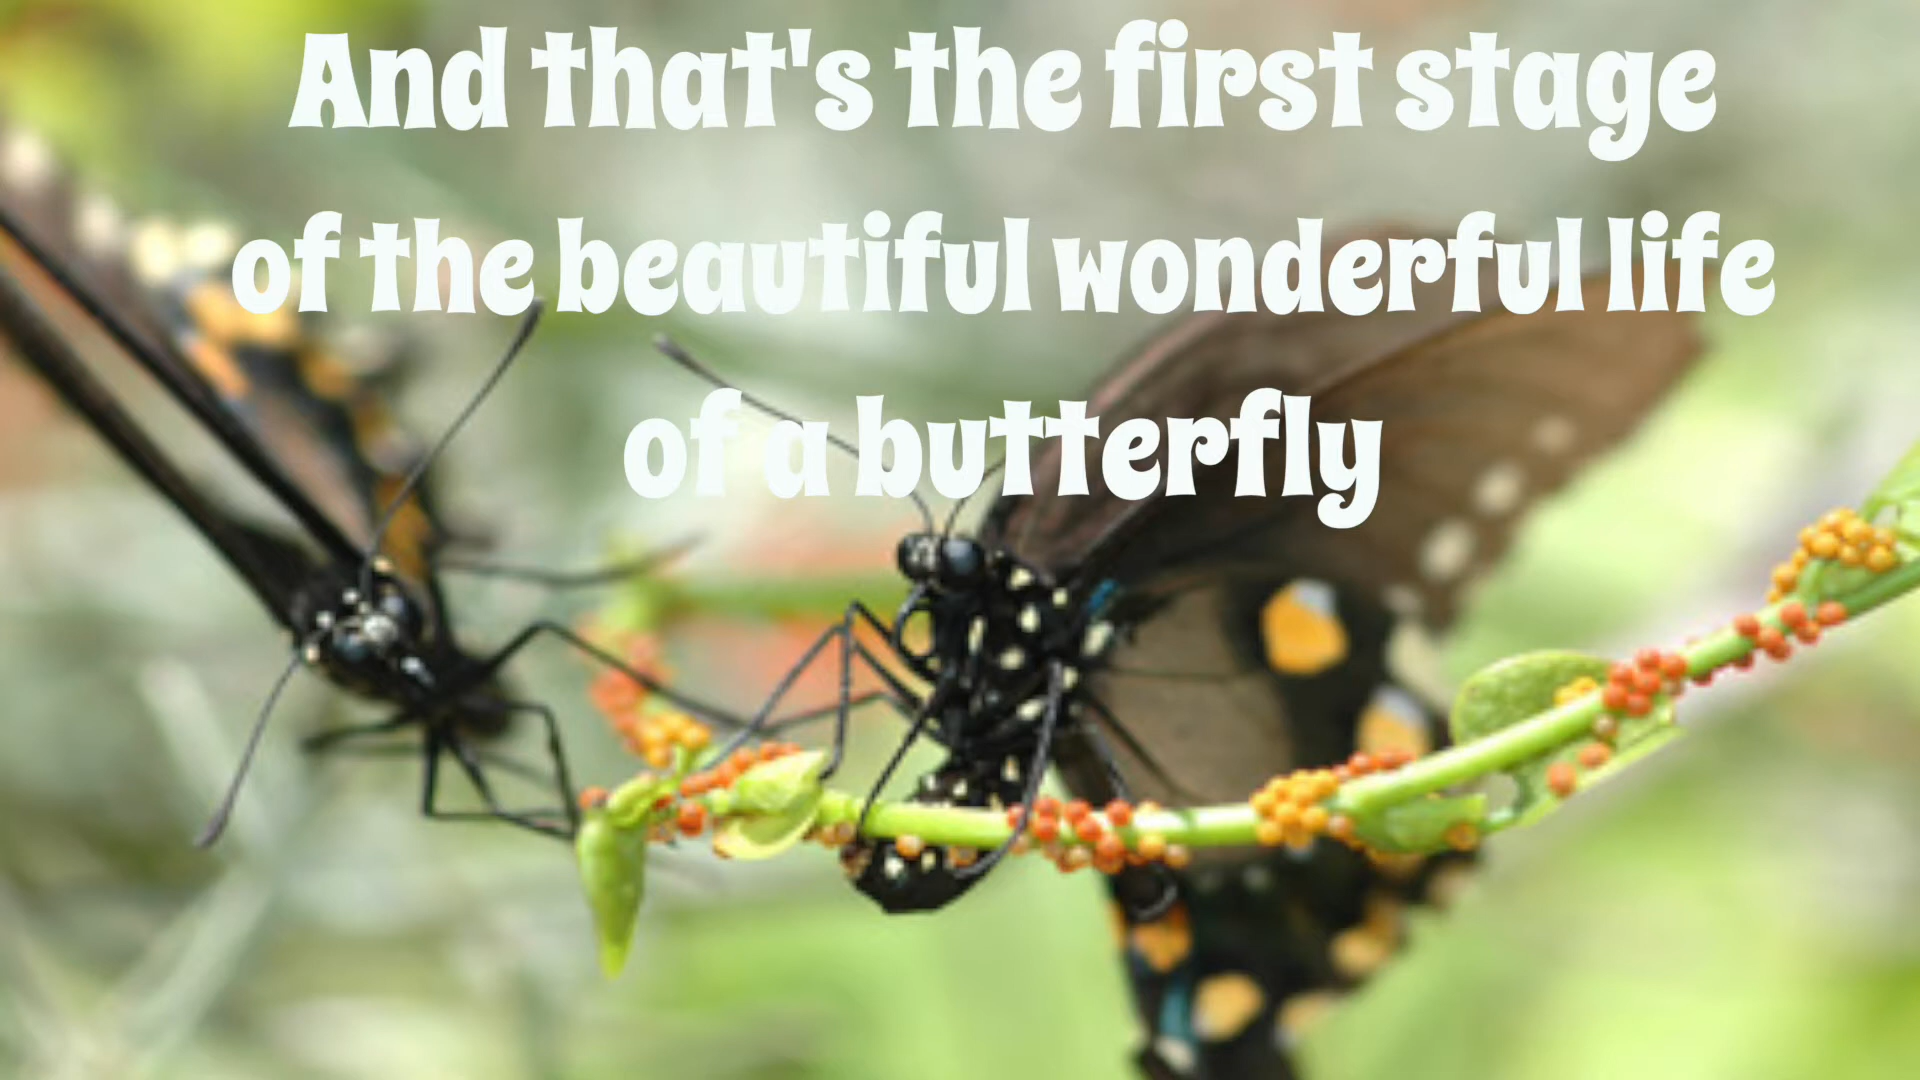 And that's the first stage
of the beautiful wonderful life
of a butterfly